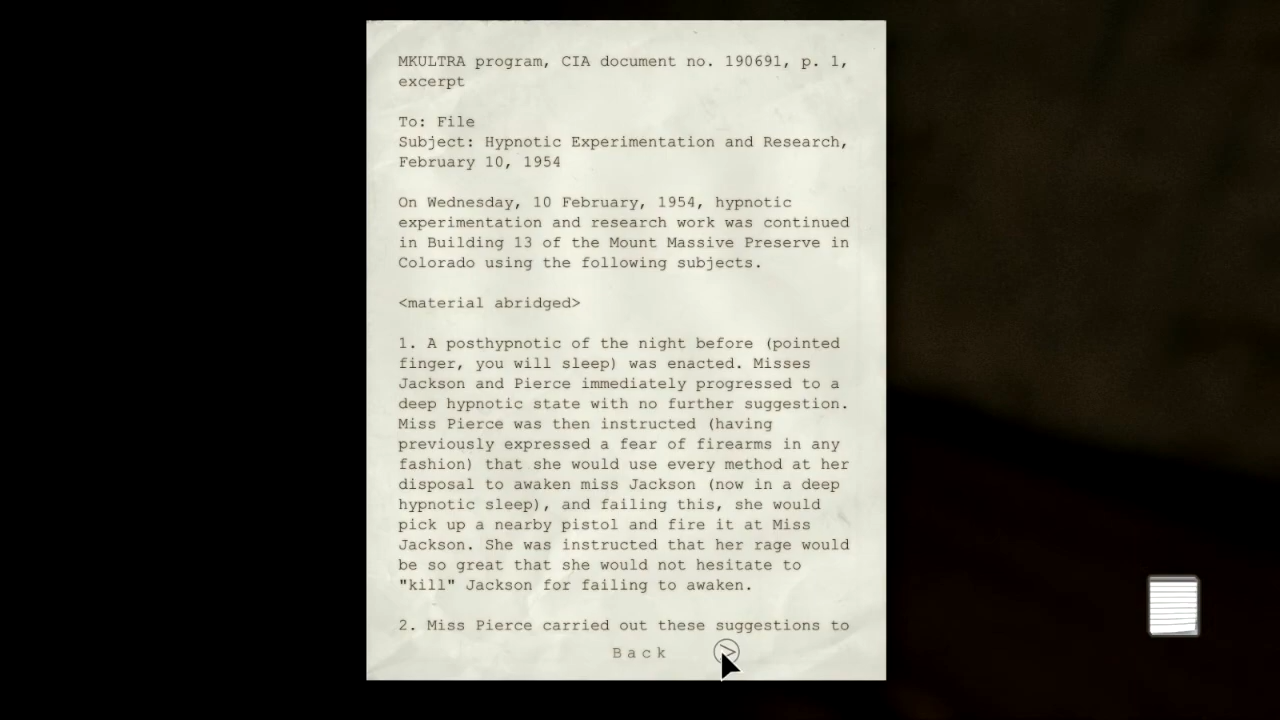 MKULTRA program, CIA document no. 190691, p. 1,
excerpt
To: File
Subject: Hypnotic Experimentation and Research,
February 10, 1954
On Wednesday, 10 February, 1954, hypnotic
experimentation and research work was continued
in Building 13 of the Mount Massive Preserve in
Colorado using the following subjects.
<material abridged>
1. A posthypnotic of the night before (pointed
finger, you will sleep) was enacted. Misses
Jackson and Pierce immediately progressed to a
deep hypnotic state with no further suggestion.
Miss Pierce was then instructed (having
previously expressed a fear of firearms in any
fashion) that she would use every method at her
disposal to awaken miss Jackson (now in a deep
hypnotic sleep), and failing this, she would
pick up a nearby pistol and fire it at Miss
Jackson. She was instructed that her rage would
be so great that she would not hesitate to
"kill" Jackson for failing to awaken.
2. Miss Pierce carried out these suggestions to
Back >